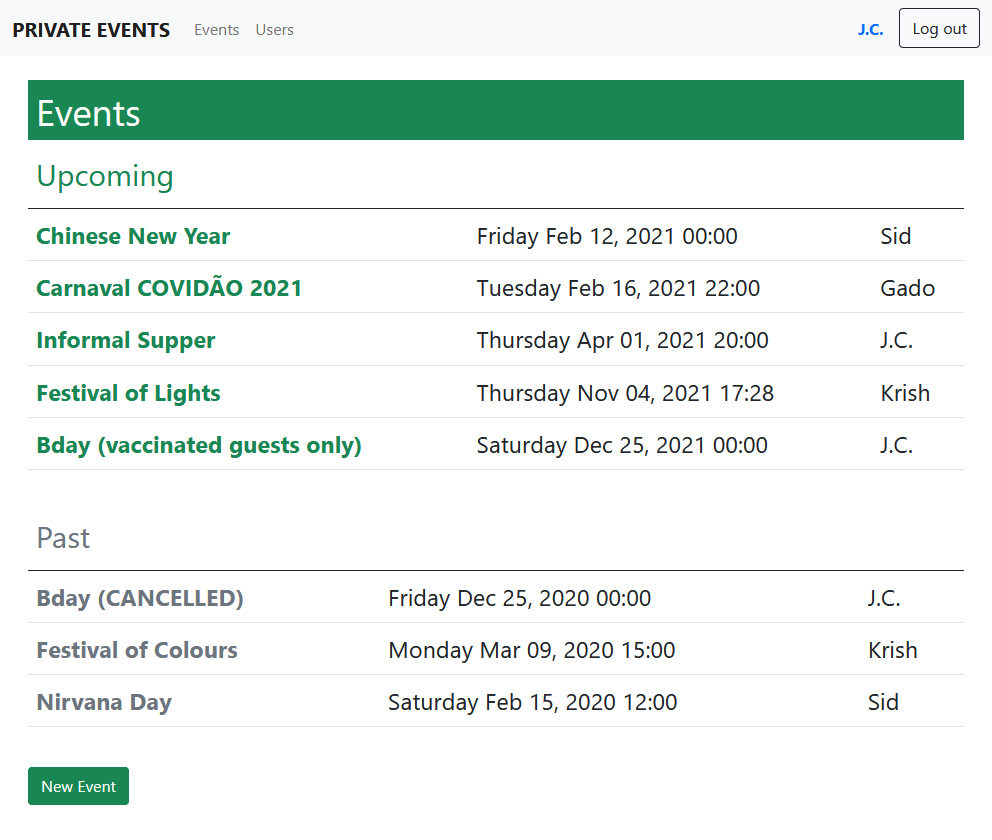 PRIVATE EVENTS Events Users J.C. Log out
Events
Upcoming
Chinese New Year Friday Feb 12, 2021 00:00 Sid
Carnaval COVIDÃO 2021 Tuesday Feb 16, 2021 22:00 Gado
Informal Supper Thursday Apr 01, 2021 20:00 J.C.
Festival of Lights Thursday Nov 04, 2021 17:28 Krish
Bday (vaccinated guests only) Saturday Dec 25, 2021 00:00 J.C.
Past
Bday (CANCELLED) Friday Dec 25, 2020 00:00 J.C.
Festival of Colours Monday Mar 09, 2020 15:00 Krish
Nirvana Day Saturday Feb 15, 2020 12:00 Sid
New Event